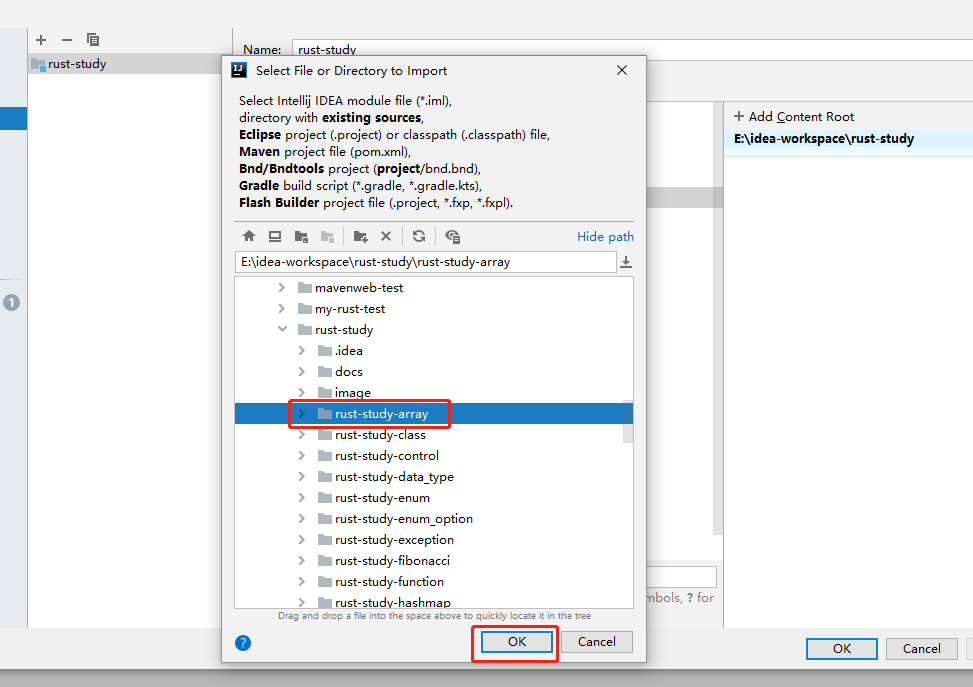 Name: rust-study
rust-study
Select File or Directory to Import
Select Intellij IDEA module file (*.iml),
directory with existing sources,
Eclipse project (.project) or classpath (.classpath) file,
Maven project file (pom.xml),
Bnd/Bndtools project (project/bnd.bnd),
Gradle build script (*.gradle, *.gradle.kts),
Flash Builder project file (.project, *.fxp, *.fxpl).
Hide path
E:\idea-workspace\rust-study\rust-study-array
mavenweb-test
my-rust-test
rust-study
.idea
docs
image
rust-study-array
rust-study-class
rust-study-control
rust-study-data_type
rust-study-enum
rust-study-enum_option
rust-study-exception
rust-study-fibonacci
rust-study-function
rust-study-hashmap
Drag and drop a file into the space above to quickly locate it in the tree
? OK Cancel
+ Add Content Root
E:\idea-workspace\rust-study
1
? for
OK Cancel